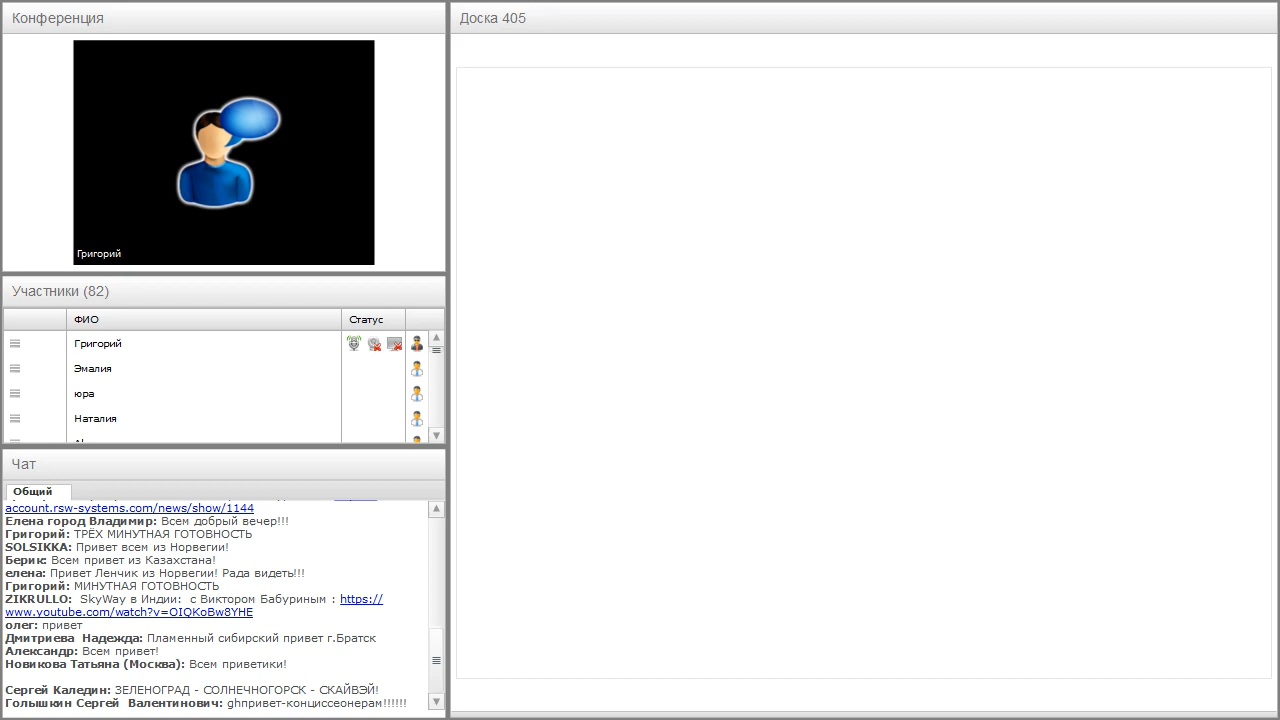 Конференция
Григорий
Участники (82)
ФИО Статус
Григорий
Эмалия
юра
Наталия
Чат
Общий
account.rsw-systems.com/news/show/1144
Елена город Владимир: Всем добрый вечер!!!
Григорий: ТРЁХ МИНУТНАЯ ГОТОВНОСТЬ
SOLSIKKA: Привет всем из Норвегии!
Берик: Всем привет из Казахстана!
елена: Привет Ленчик из Норвегии! Рада видеть!!!
Григорий: МИНУТНАЯ ГОТОВНОСТЬ
ZIKRULLO: SkyWay в Индии: с Виктором Бабуриным : https://
www.youtube.com/watch?v=OIQKoBw8YHE
олег: привет
Дмитриева Надежда: Пламенный сибирский привет г.Братск
Александр: Всем привет!
Новикова Татьяна (Москва): Всем приветики!
Сергей Каледин: ЗЕЛЕНОГРАД - СОЛНЕЧНОГОРСК - СКАЙВЭЙ!
Голышкин Сергей Валентинович: ghпривет-конциссеонерам!!!!!!
Доска 405